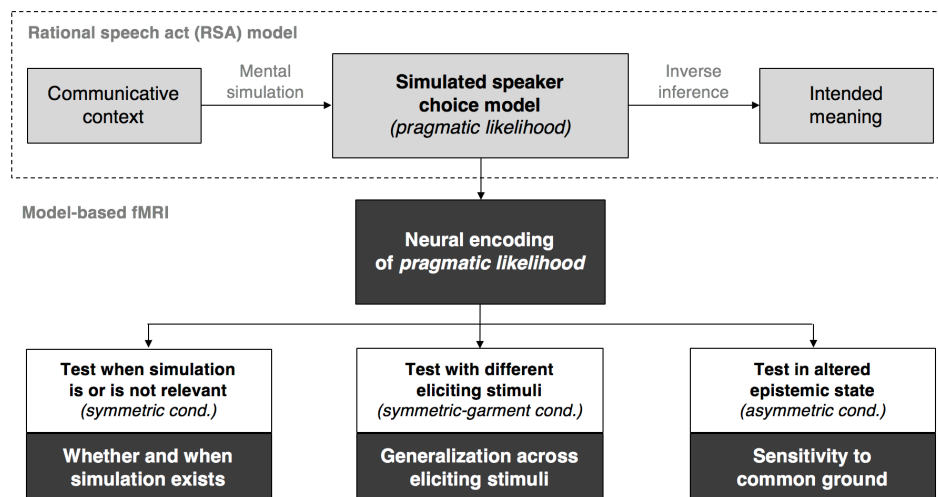 Rational speech act (RSA) model
Communicative
context
Mental
simulation
Simulated speaker
choice model
(pragmatic likelihood)
Inverse
inference
Intended
meaning
Model-based fMRI
Neural encoding
of pragmatic likelihood
Test when simulation
is or is not relevant
(symmetric cond.)
Whether and when
simulation exists
Test with different
eliciting stimuli
(symmetric-garment cond.)
Generalization across
eliciting stimuli
Test in altered
epistemic state
(asymmetric cond.)
Sensitivity to
common ground